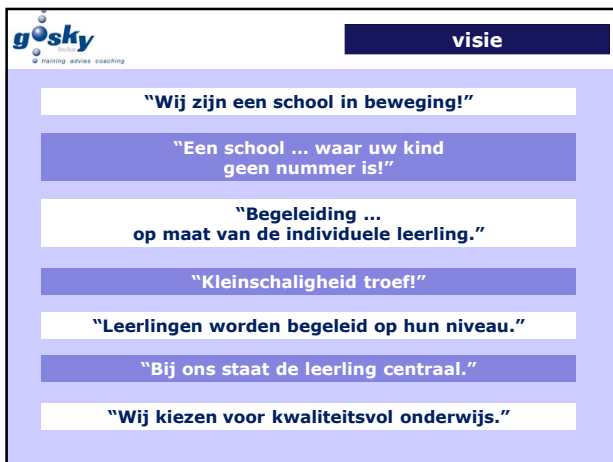 gosky
bvba
training advies coaching
visie
“Wij zijn een school in beweging!”
“Een school ... waar uw kind
geen nummer is!”
“Begeleiding ...
op maat van de individuele leerling.”
“Kleinschaligheid troef!”
“Leerlingen worden begeleid op hun niveau.”
“Bij ons staat de leerling centraal.”
“Wij kiezen voor kwaliteitsvol onderwijs.”